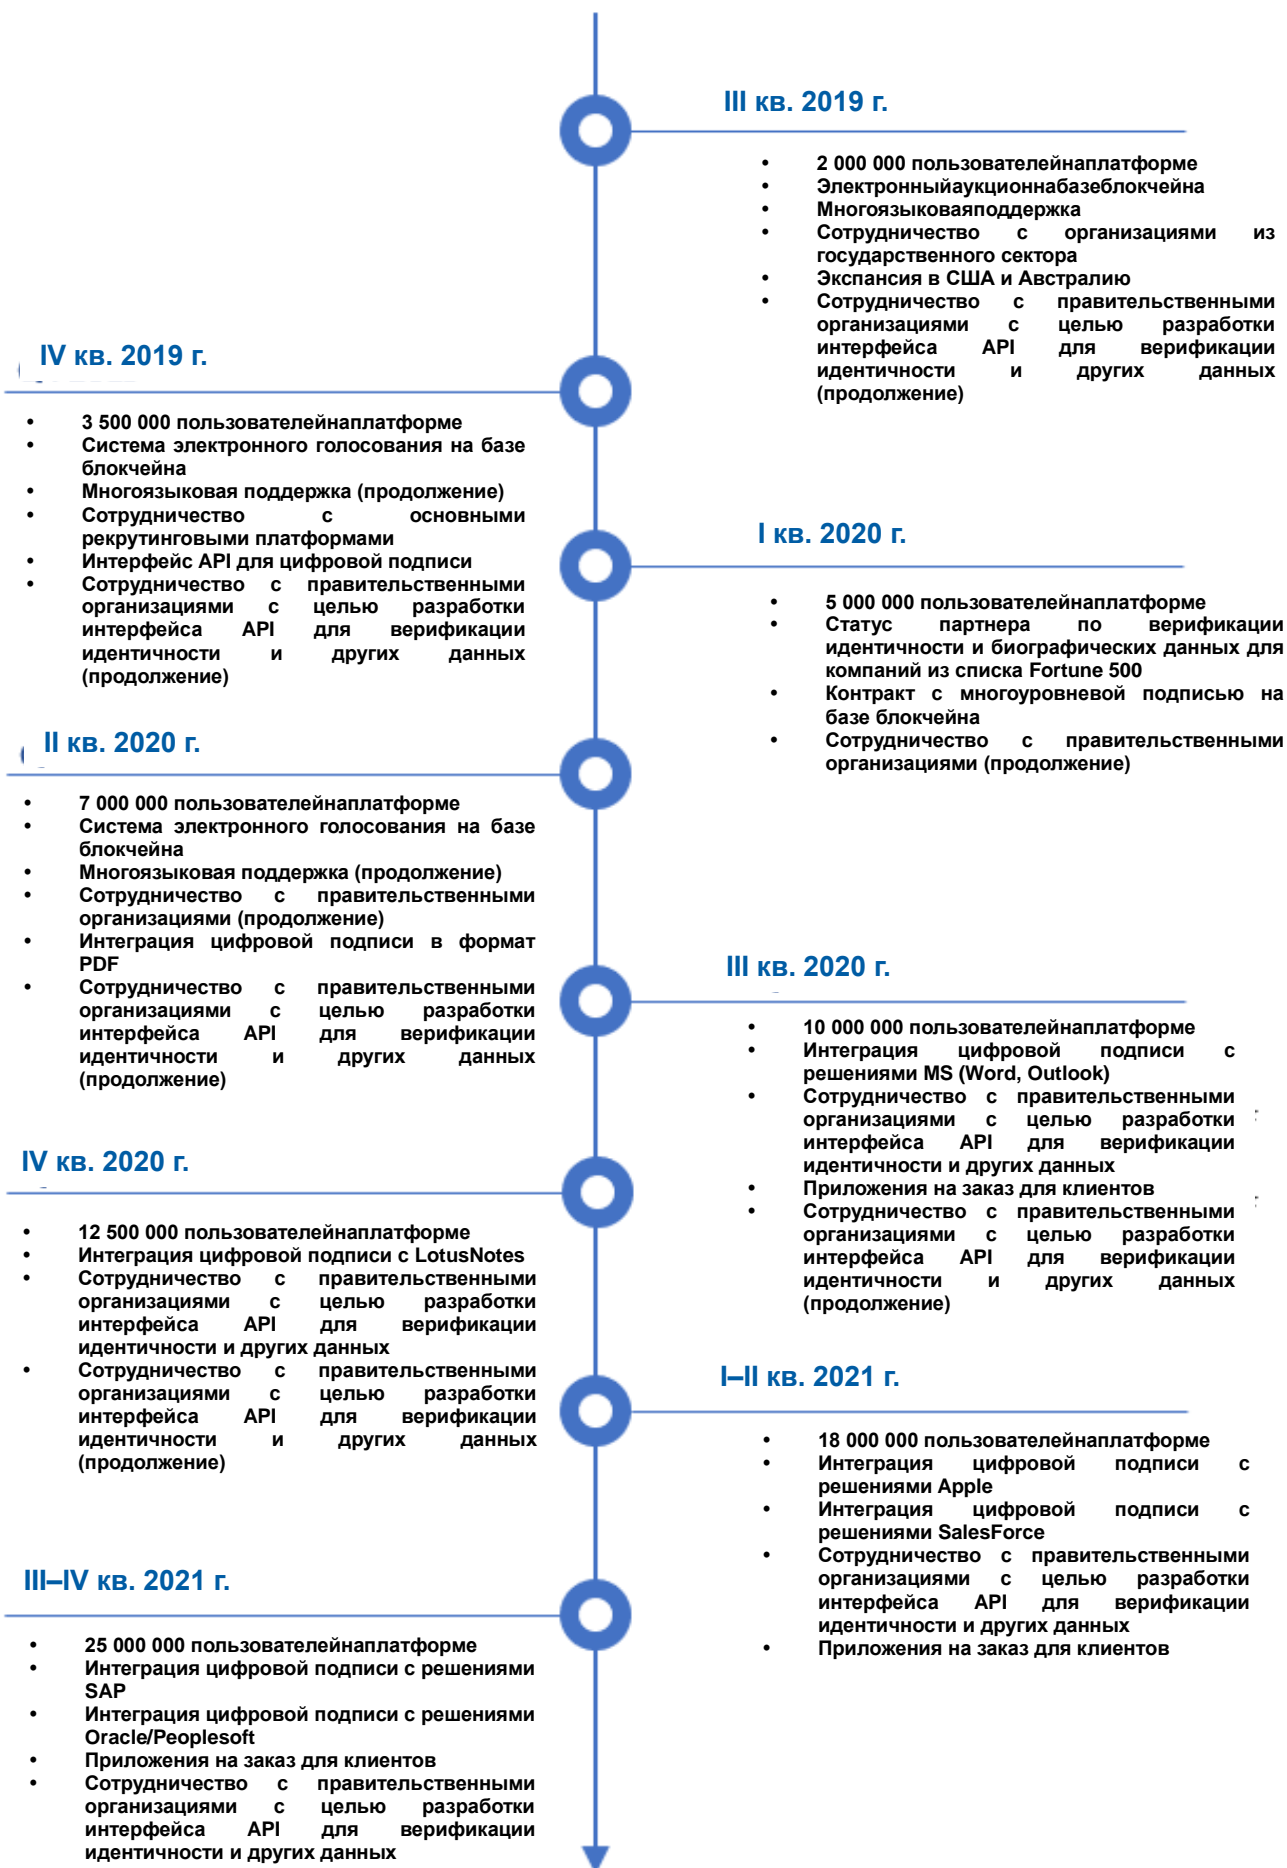 III кв. 2019 г.
• 2 000 000 пользователейнаплатформе
• Электронныйаукционнабазеблокчейна
• Многоязыковаяподдержка
• Сотрудничество с организациями из
государственного сектора
• Экспансия в США и Австралию
• Сотрудничество с правительственными
организациями с целью разработки
интерфейса API для верификации
идентичности и других данных
(продолжение)
IV кв. 2019 г.
• 3 500 000 пользователейнаплатформе
• Система электронного голосования на базе
блокчейна
• Многоязыковая поддержка (продолжение)
• Сотрудничество с основными
рекрутинговыми платформами
• Интерфейс API для цифровой подписи
• Сотрудничество с правительственными
организациями с целью разработки
интерфейса API для верификации
идентичности и других данных
(продолжение)
I кв. 2020 г.
• 5 000 000 пользователейнаплатформе
• Статус партнера по верификации
идентичности и биографических данных для
компаний из списка Fortune 500
• Контракт с многоуровневой подписью на
базе блокчейна
• Сотрудничество с правительственными
организациями (продолжение)
II кв. 2020 г.
• 7 000 000 пользователейнаплатформе
• Система электронного голосования на базе
блокчейна
• Многоязыковая поддержка (продолжение)
• Сотрудничество с правительственными
организациями (продолжение)
• Интеграция цифровой подписи в формат
PDF
• Сотрудничество с правительственными
организациями с целью разработки
интерфейса API для верификации
идентичности и других данных
(продолжение)
III кв. 2020 г.
• 10 000 000 пользователейнаплатформе
• Интеграция цифровой подписи с
решениями MS (Word, Outlook)
• Сотрудничество с правительственными
организациями с целью разработки
интерфейса API для верификации
идентичности и других данных
• Приложения на заказ для клиентов
• Сотрудничество с правительственными
организациями с целью разработки
интерфейса API для верификации
идентичности и других данных
(продолжение)
IV кв. 2020 г.
• 12 500 000 пользователейнаплатформе
• Интеграция цифровой подписи с LotusNotes
• Сотрудничество с правительственными
организациями с целью разработки
интерфейса API для верификации
идентичности и других данных
• Сотрудничество с правительственными
организациями с целью разработки
интерфейса API для верификации
идентичности и других данных
(продолжение)
I–II кв. 2021 г.
• 18 000 000 пользователейнаплатформе
• Интеграция цифровой подписи с
решениями Apple
• Интеграция цифровой подписи с
решениями SalesForce
• Сотрудничество с правительственными
организациями с целью разработки
интерфейса API для верификации
идентичности и других данных
• Приложения на заказ для клиентов
III–IV кв. 2021 г.
• 25 000 000 пользователейнаплатформе
• Интеграция цифровой подписи с решениями
SAP
• Интеграция цифровой подписи с решениями
Oracle/Peoplesoft
• Приложения на заказ для клиентов
• Сотрудничество с правительственными
организациями с целью разработки
интерфейса API для верификации
идентичности и других данных